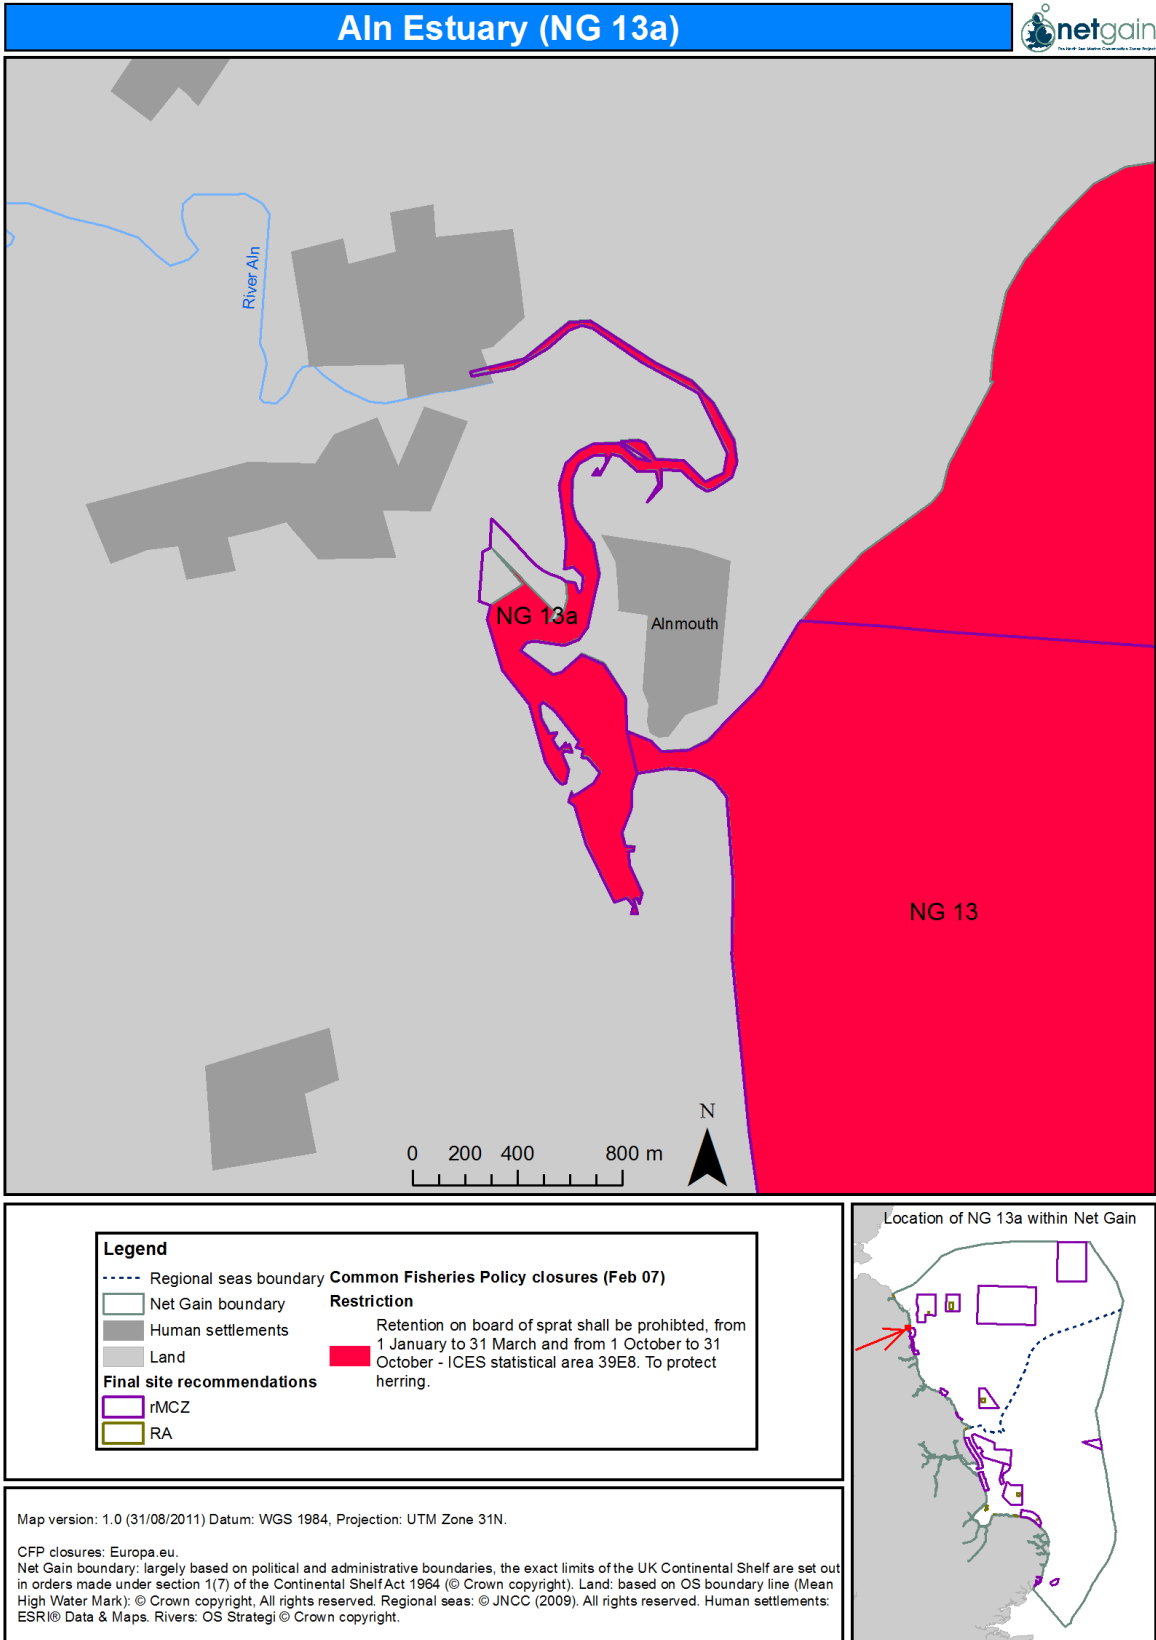 Aln Estuary (NG 13a)
netgain
The North Sea Marine Conservation Zones Project
River Aln
NG 13a
Alnmouth
NG 13
N
0 200 400 800 m
Legend
Regional seas boundary
Net Gain boundary
Human settlements
Land
Final site recommendations
rMCZ
RA
Common Fisheries Policy closures (Feb 07)
Restriction
Retention on board of sprat shall be prohibted, from
1 January to 31 March and from 1 October to 31
October - ICES statistical area 39E8. To protect
herring.
Location of NG 13a within Net Gain
Map version: 1.0 (31/08/2011) Datum: WGS 1984, Projection: UTM Zone 31N.
CFP closures: Europa.eu.
Net Gain boundary: largely based on political and administrative boundaries, the exact limits of the UK Continental Shelf are set out
in orders made under section 1(7) of the Continental Shelf Act 1964 (© Crown copyright). Land: based on OS boundary line (Mean
High Water Mark): © Crown copyright, All rights reserved. Regional seas: © JNCC (2009). All rights reserved. Human settlements:
ESRI® Data & Maps. Rivers: OS Strategi © Crown copyright.